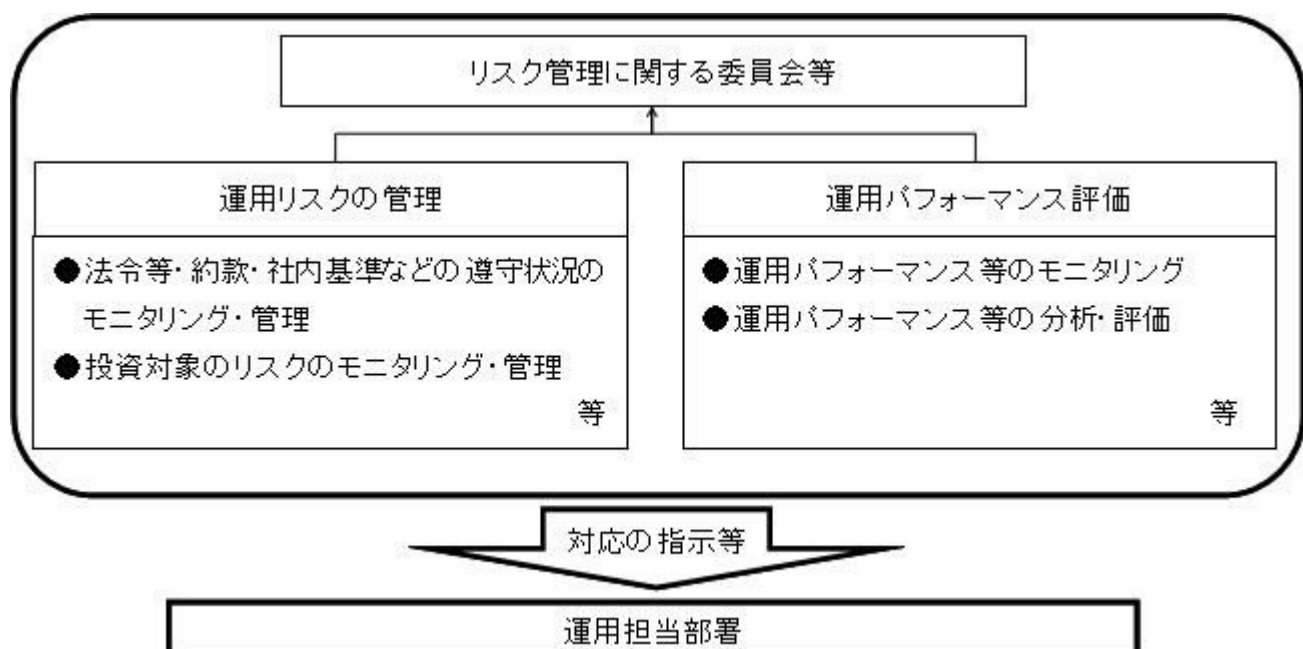 リスク管理に関する委員会等
運用リスクの管理
●法令等・約款・社内基準などの遵守状況の
モニタリング・管理
●投資対象のリスクのモニタリング・管理
等
運用パフォーマンス評価
●運用パフォーマンス等のモニタリング
●運用パフォーマンス等の分析・評価
等
対応の指示等
運用担当部署